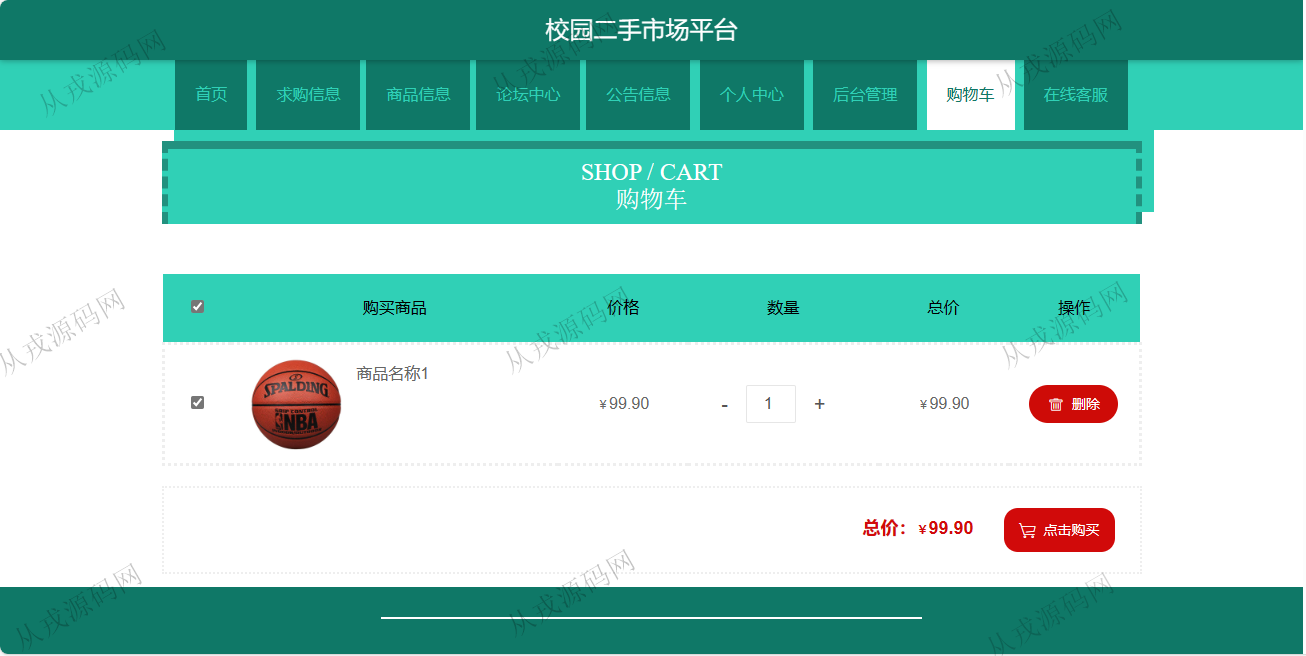 校园二手市场平台
首页 求购信息 商品信息 论坛中心 公告信息 个人中心 后台管理 购物车 在线客服
SHOP / CART
购物车
购买商品 价格 数量 总价 操作
商品名称1
SPALDING
NBA
¥99.90 - 1 + ¥99.90 删除
总价：¥99.90 点击购买
从戎源码网
从戎源码网
从戎源码网
从戎源码网
从戎源码网
从戎源码网
从戎源码网
从戎源码网
从戎源码网